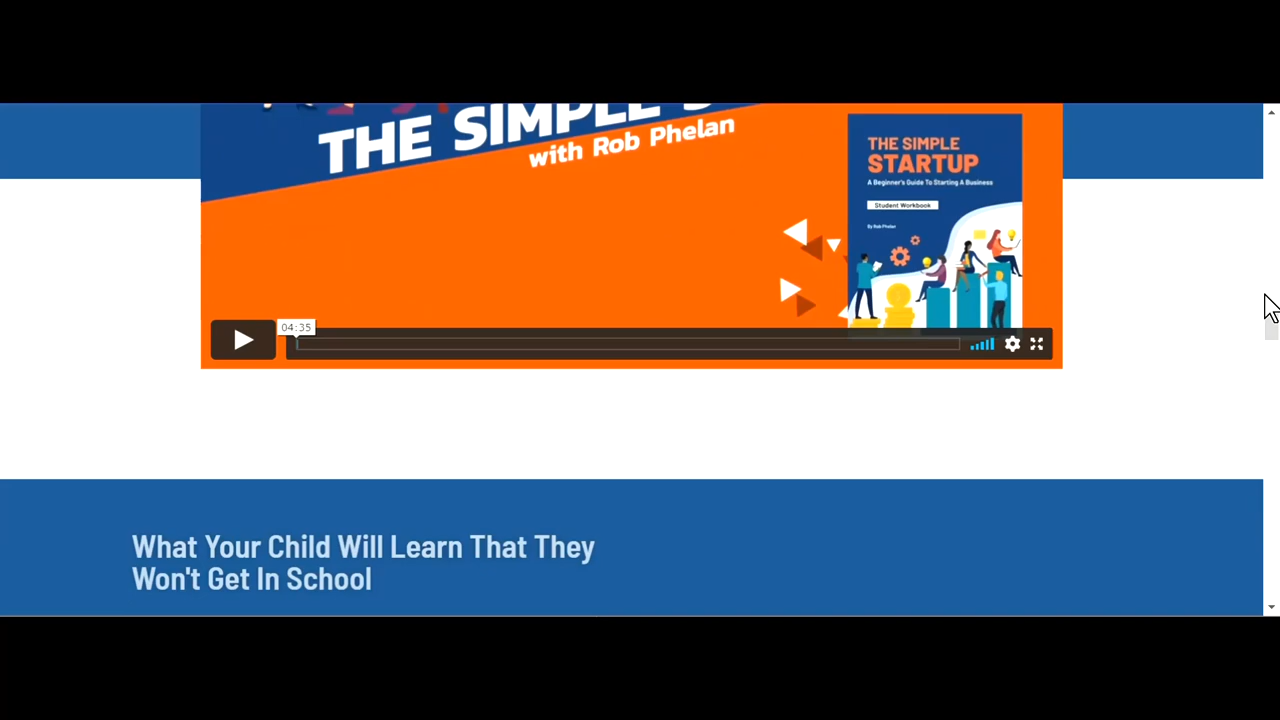 THE SIMPLE
with Rob Phelan
THE SIMPLE
STARTUP
A Beginner's Guide To Starting A Business
Student Workbook
By Rob Phelan
04:35
What Your Child Will Learn That They
Won't Get In School